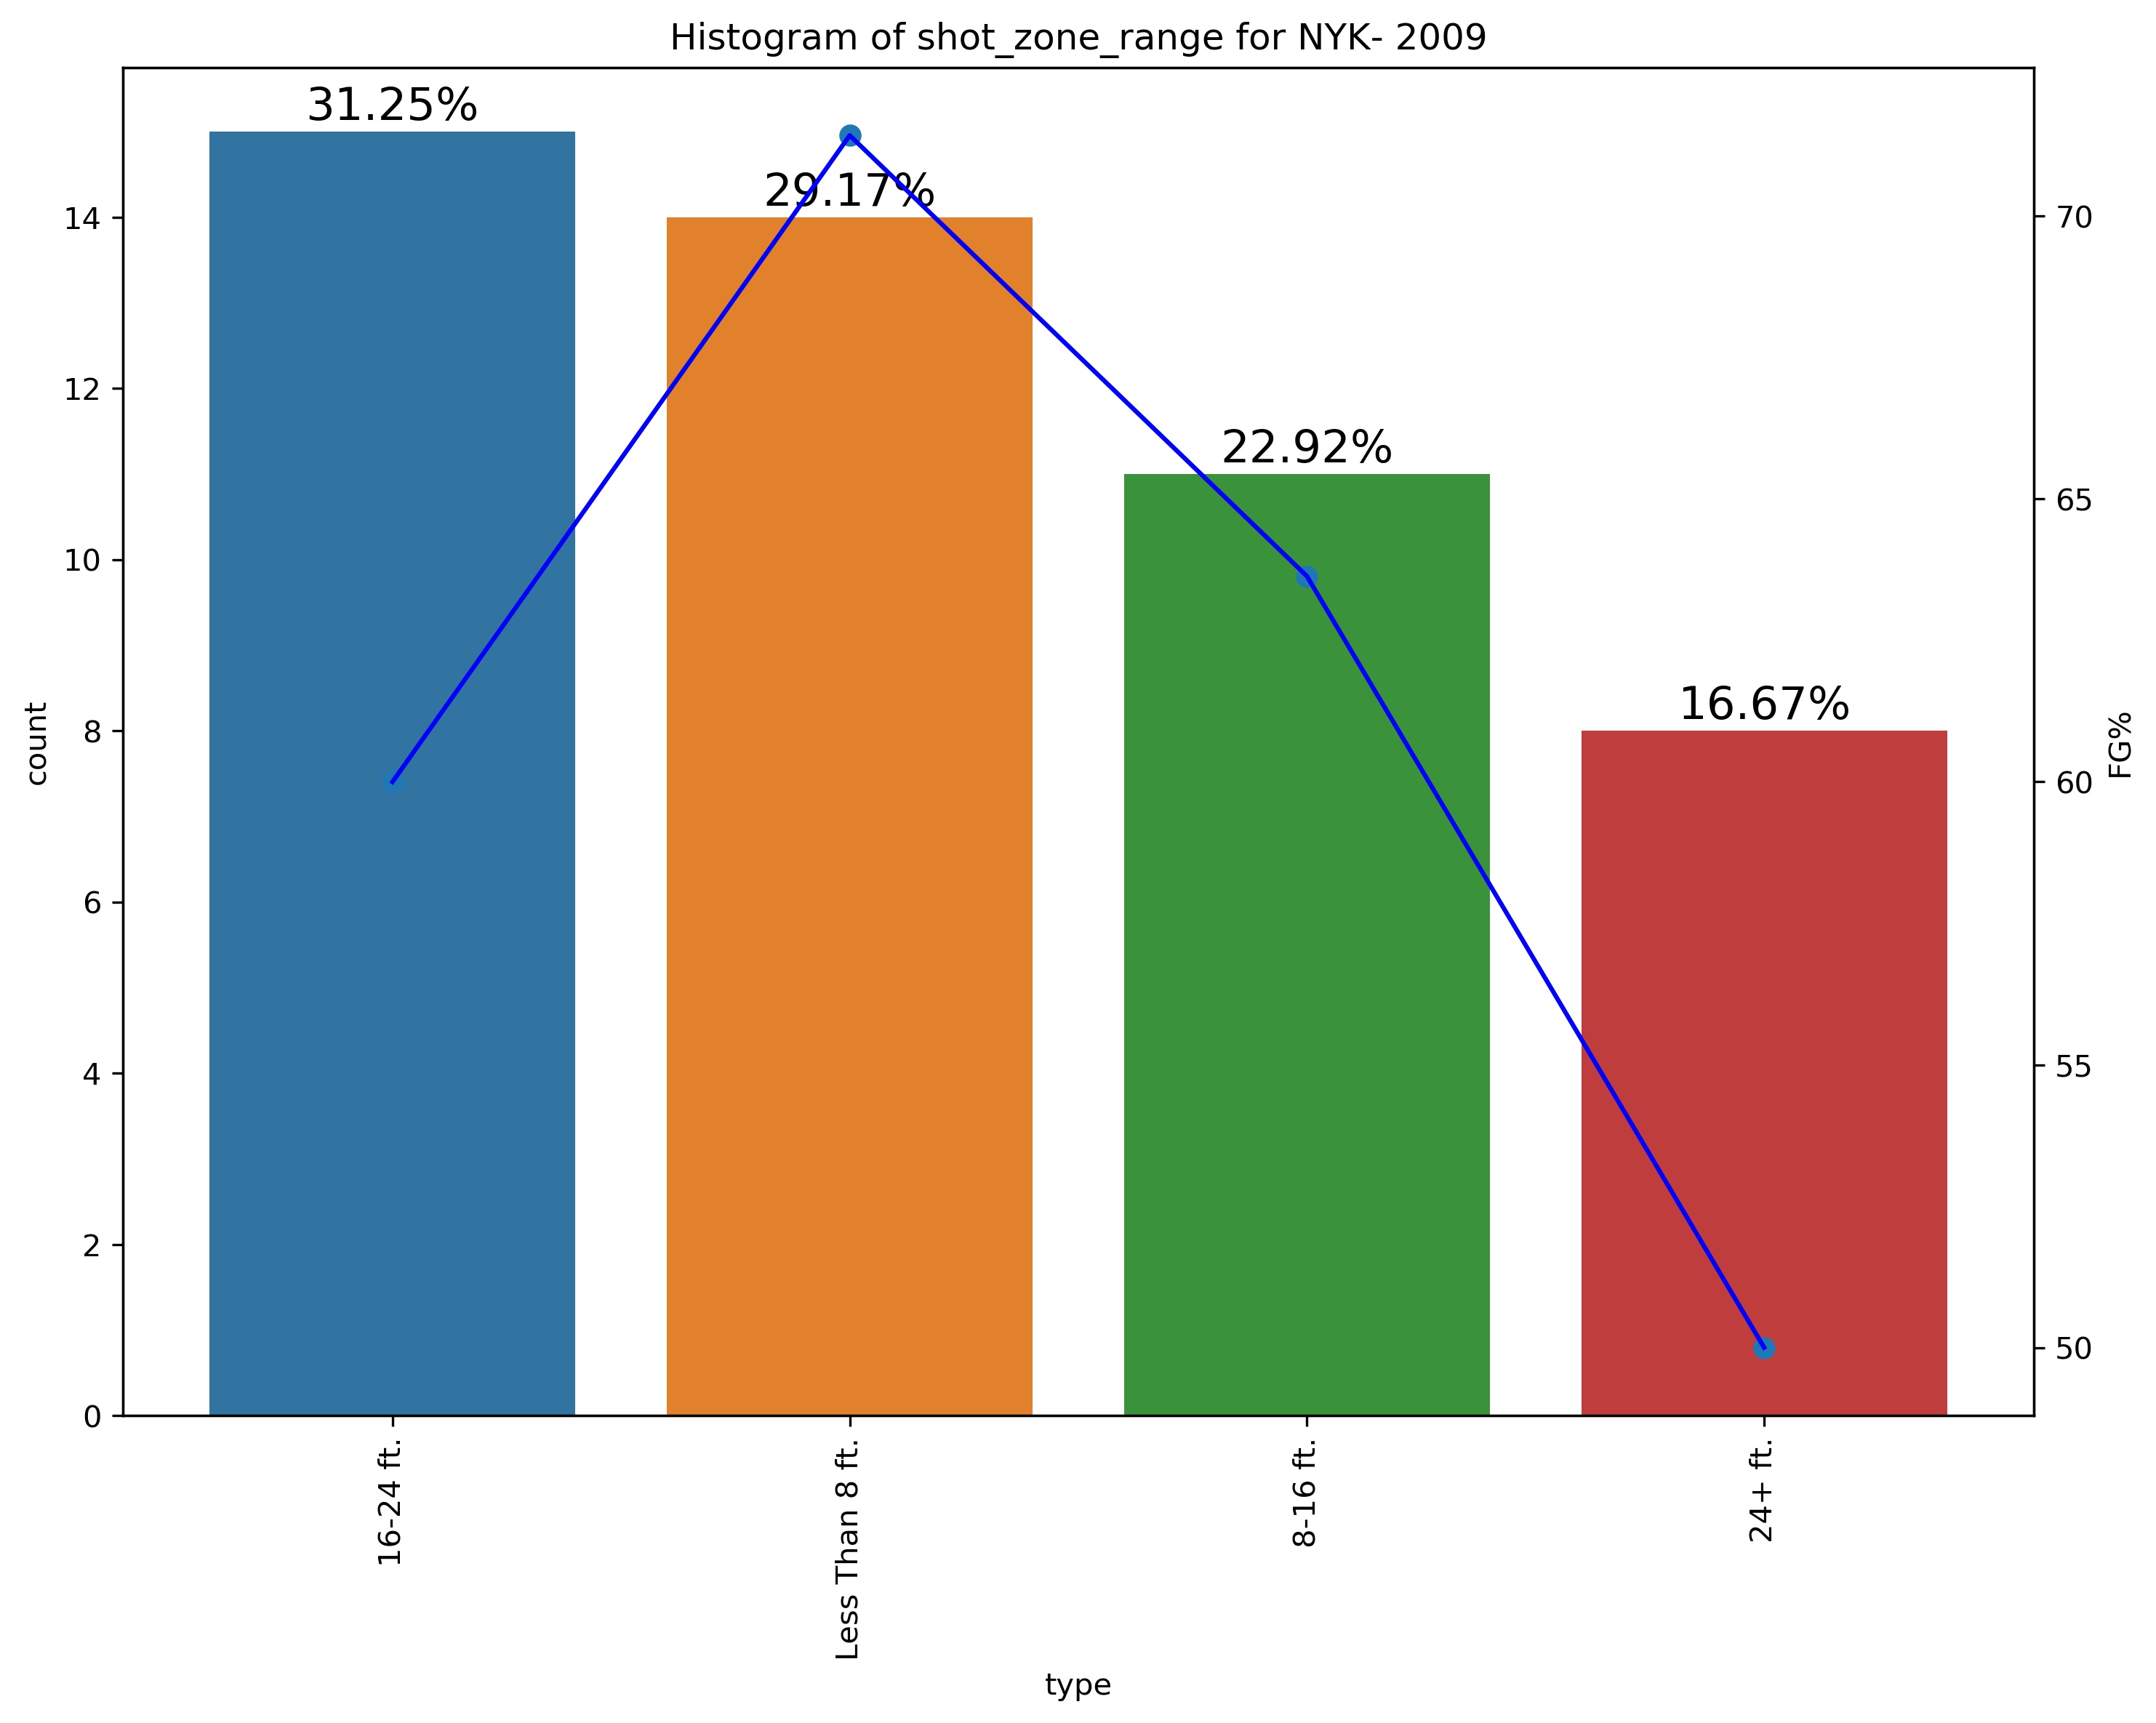 Histogram of shot_zone_range for NYK- 2009
31.25%
29.17%
22.92%
16.67%
14
12
10
8
6
4
2
0
count
70
65
60
55
50
FG%
16-24 ft.
Less Than 8 ft.
8-16 ft.
24+ ft.
type